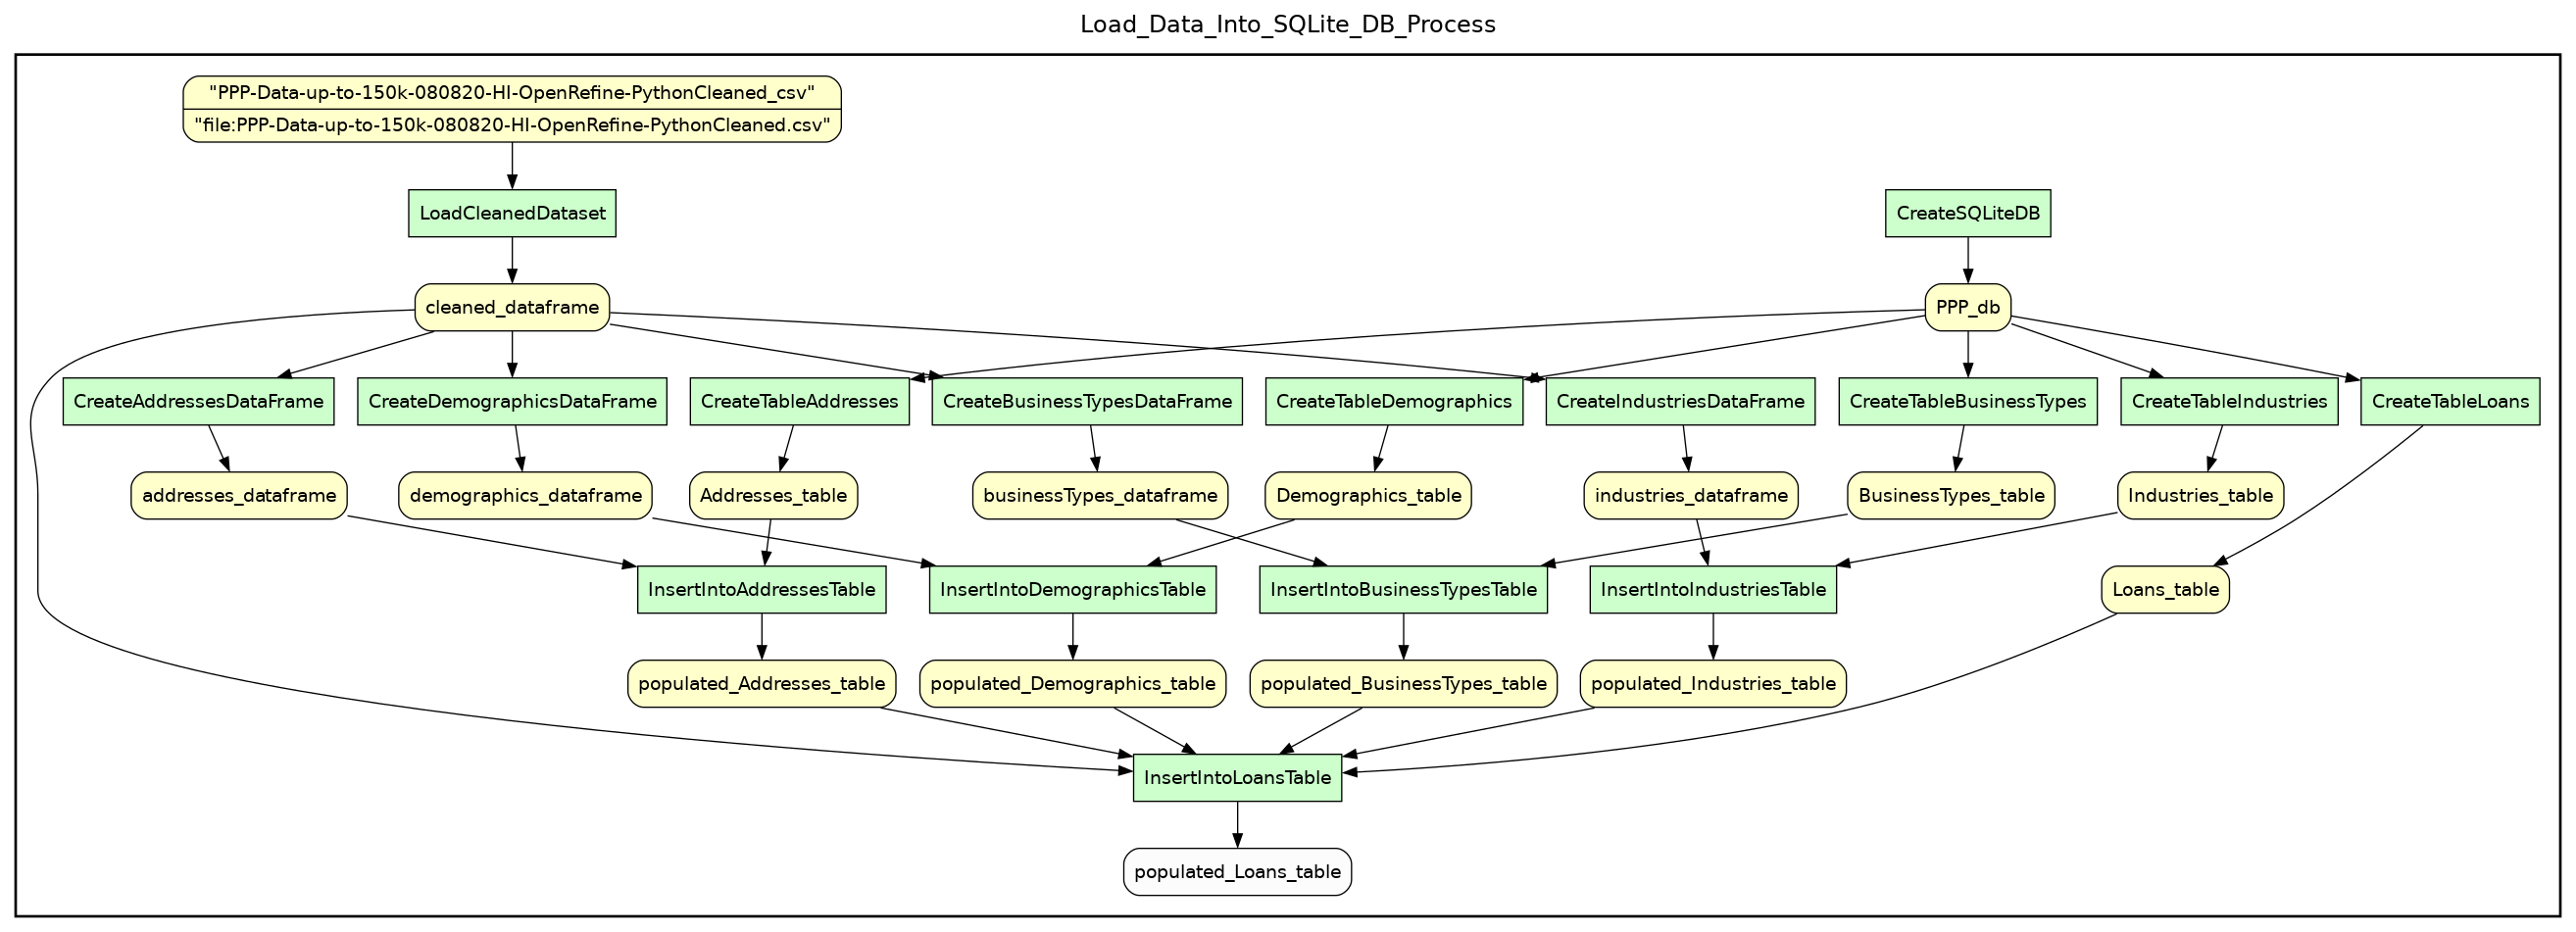 Load_Data_Into_SQLite_DB_Process
"PPP-Data-up-to-150k-080820-HI-OpenRefine-PythonCleaned_csv"
"file:PPP-Data-up-to-150k-080820-HI-OpenRefine-PythonCleaned.csv"
LoadCleanedDataset
CreateSQLiteDB
cleaned_dataframe
PPP_db
CreateAddressesDataFrame
CreateDemographicsDataFrame
CreateTableAddresses
CreateBusinessTypesDataFrame
CreateTableDemographics
CreateIndustriesDataFrame
CreateTableBusinessTypes
CreateTableIndustries
CreateTableLoans
addresses_dataframe
demographics_dataframe
Addresses_table
businessTypes_dataframe
Demographics_table
industries_dataframe
BusinessTypes_table
Industries_table
InsertIntoAddressesTable
InsertIntoDemographicsTable
InsertIntoBusinessTypesTable
InsertIntoIndustriesTable
Loans_table
populated_Addresses_table
populated_Demographics_table
populated_BusinessTypes_table
populated_Industries_table
InsertIntoLoansTable
populated_Loans_table